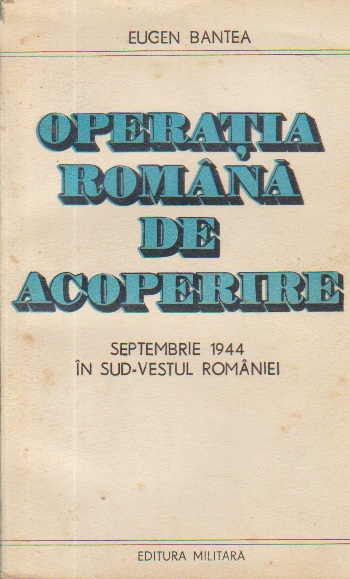 EUGEN BANTEA
OPERAȚIA
ROMÂNĂ
DE
ACOPERIRE
SEPTEMBRIE 1944
ÎN SUD-VESTUL ROMÂNIEI
EDITURA MILITARĂ